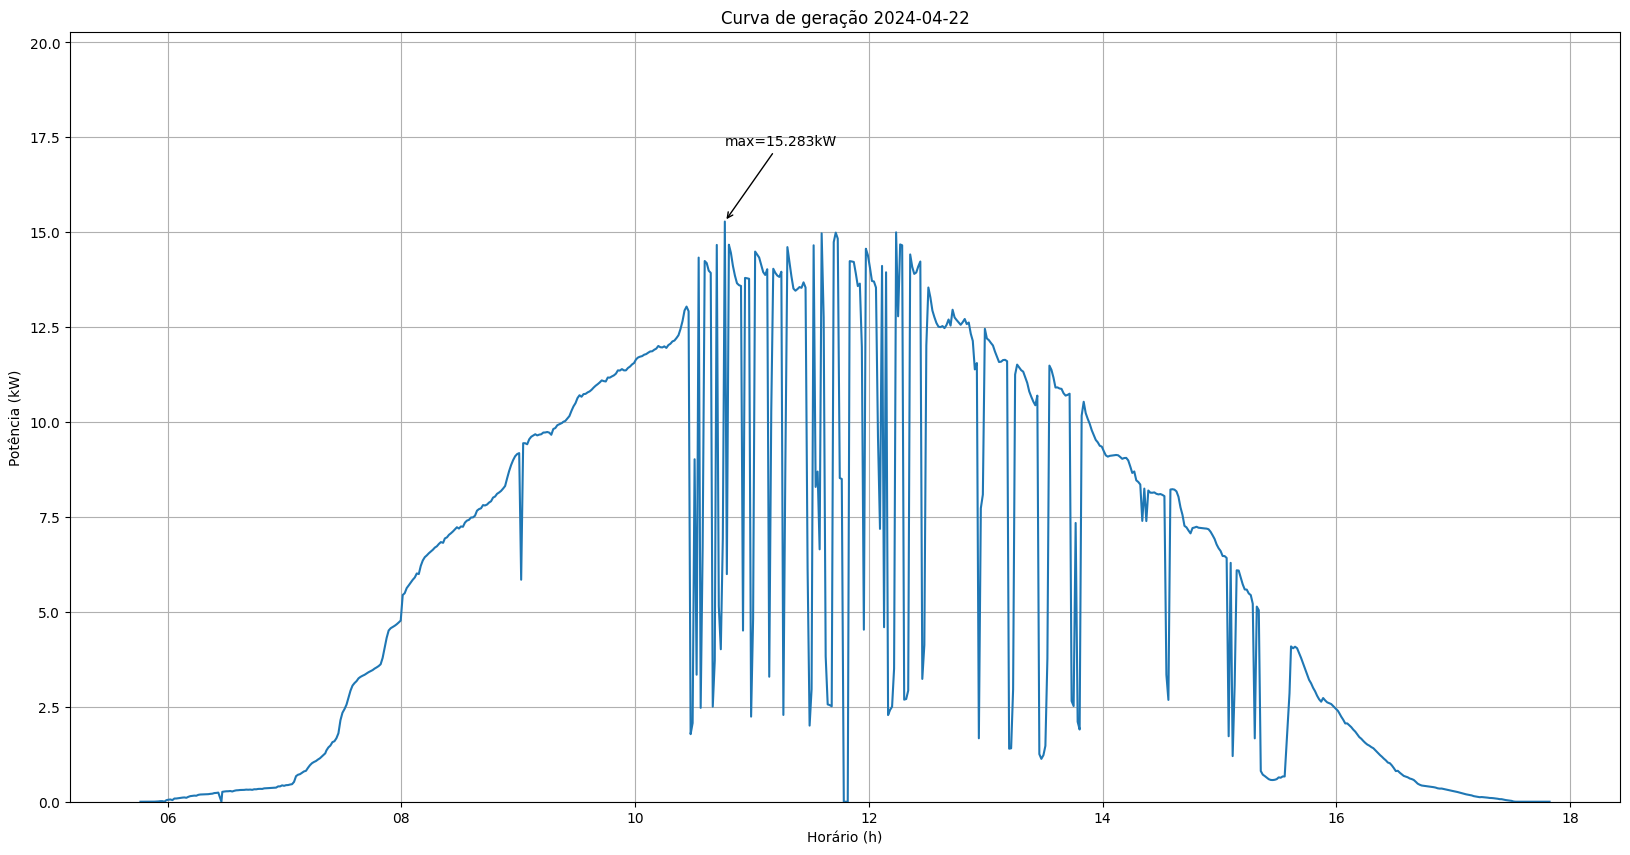 Curva de geração 2024-04-22
20.0
17.5
max=15.283kW
15.0
12.5
10.0
7.5
5.0
2.5
0.0
Potência (kW)
06 08 10 12 14 16 18
Horário (h)